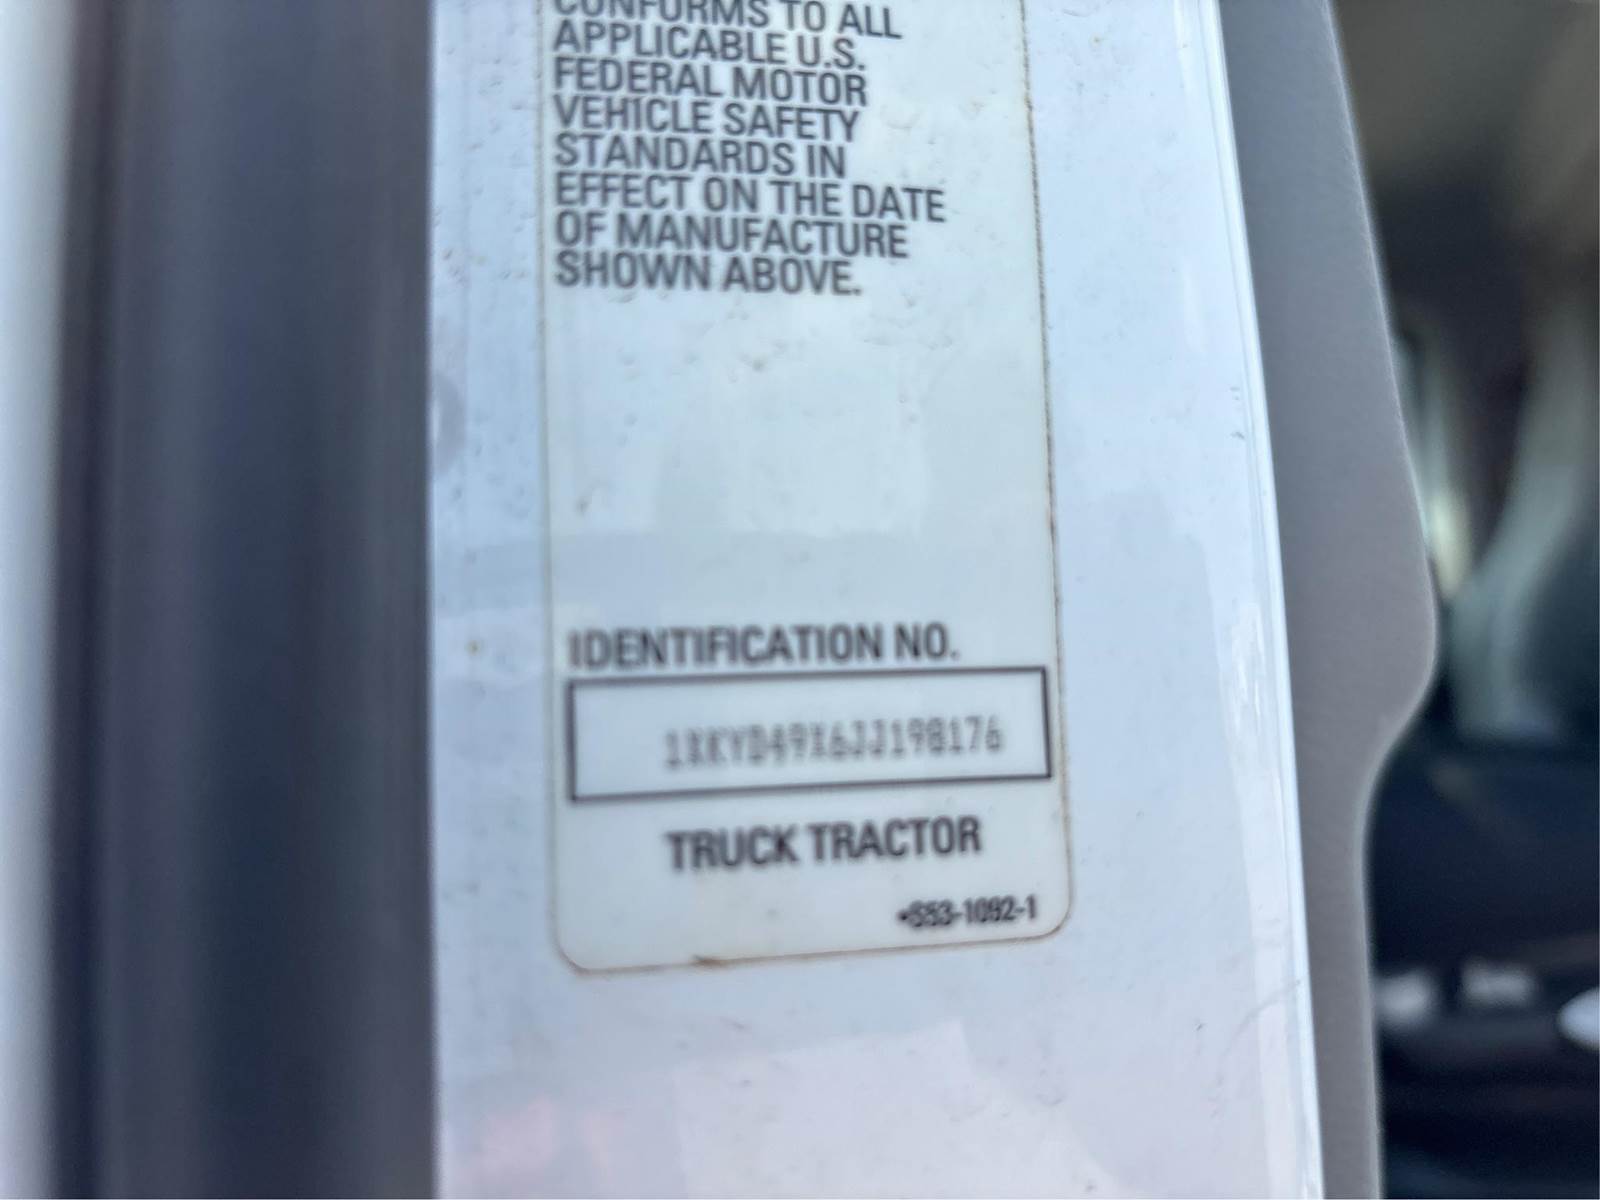 CONFORMS TO ALL
APPLICABLE U.S.
FEDERAL MOTOR
VEHICLE SAFETY
STANDARDS IN
EFFECT ON THE DATE
OF MANUFACTURE
SHOWN ABOVE.
IDENTIFICATION NO.
1XKYD49X6JJ198176
TRUCK TRACTOR
•S53-1092-1